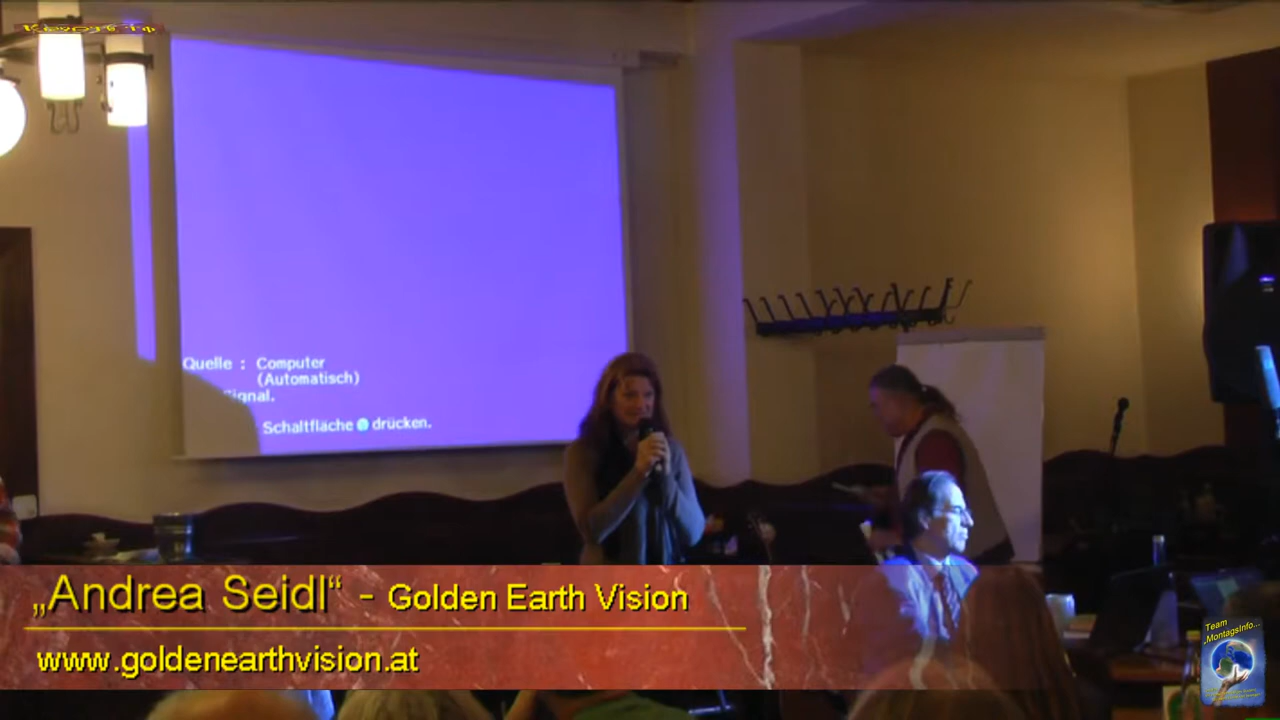 Quelle : Computer
(Automatisch)
Signal.
Schaltfläche drücken.
„Andrea Seidl“ - Golden Earth Vision
www.goldenearthvision.at
Team
„MontagsInfo...